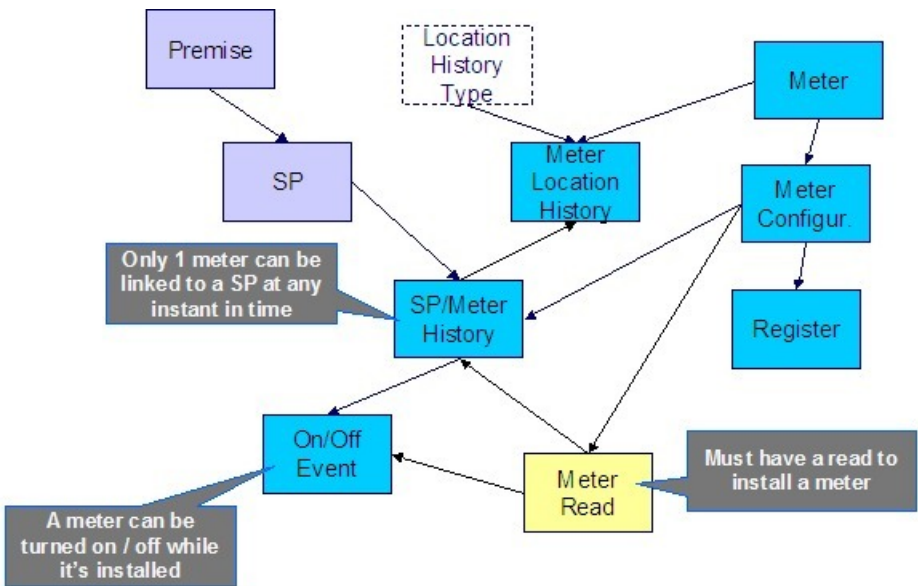 Premise
Location
History
Type
Meter
SP
Meter
Location
History
Meter
Configur.
Only 1 meter can be
linked to a SP at any
instant in time
SP/Meter
History
Register
On/Off
Event
Meter
Read
Must have a read to
install a meter
A meter can be
turned on / off while
it's installed